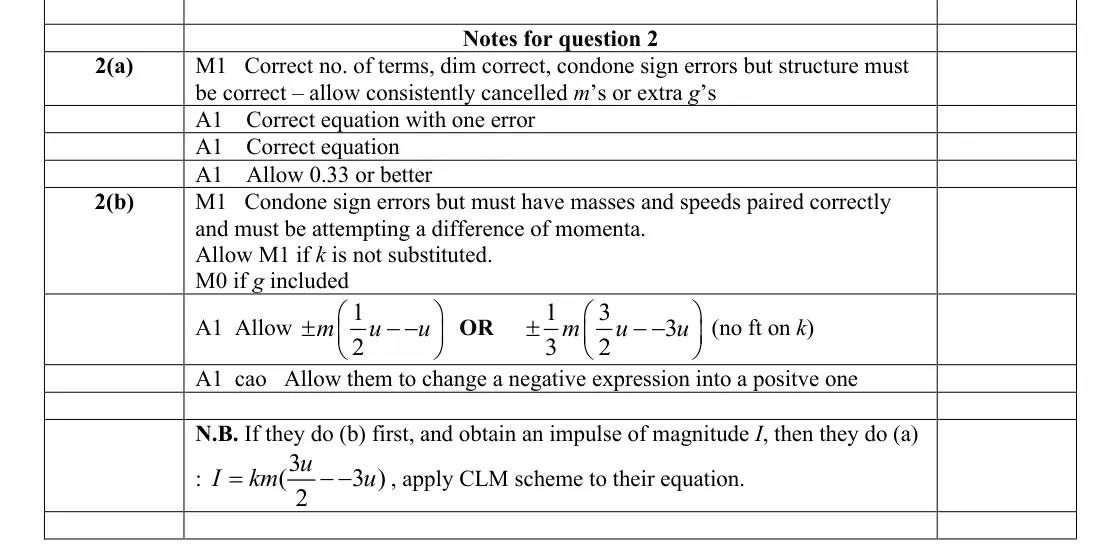 Notes for question 2
2(a) M1 Correct no. of terms, dim correct, condone sign errors but structure must
be correct – allow consistently cancelled m’s or extra g’s
A1 Correct equation with one error
A1 Correct equation
A1 Allow 0.33 or better
2(b) M1 Condone sign errors but must have masses and speeds paired correctly
and must be attempting a difference of momenta.
Allow M1 if k is not substituted.
M0 if g included
A1 Allow ±m(1/2 u − −u) OR ±1/3 m(3/2 u − −3u) (no ft on k)
A1 cao Allow them to change a negative expression into a positve one
N.B. If they do (b) first, and obtain an impulse of magnitude I, then they do (a)
: I = km(3u/2 − −3u) , apply CLM scheme to their equation.